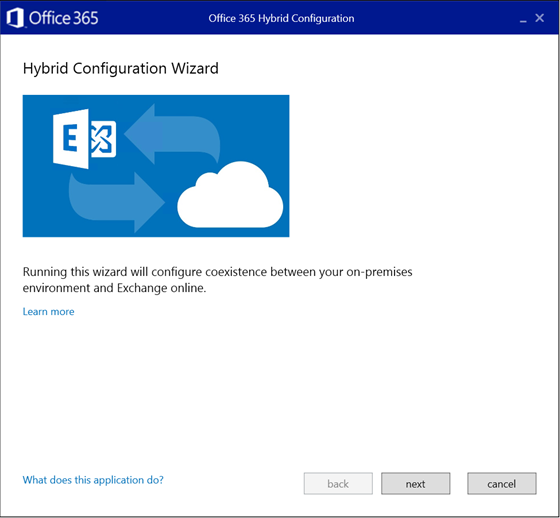 Office 365
Office 365 Hybrid Configuration
Hybrid Configuration Wizard
E
Running this wizard will configure coexistence between your on-premises
environment and Exchange online.
Learn more
What does this application do?
back
next
cancel